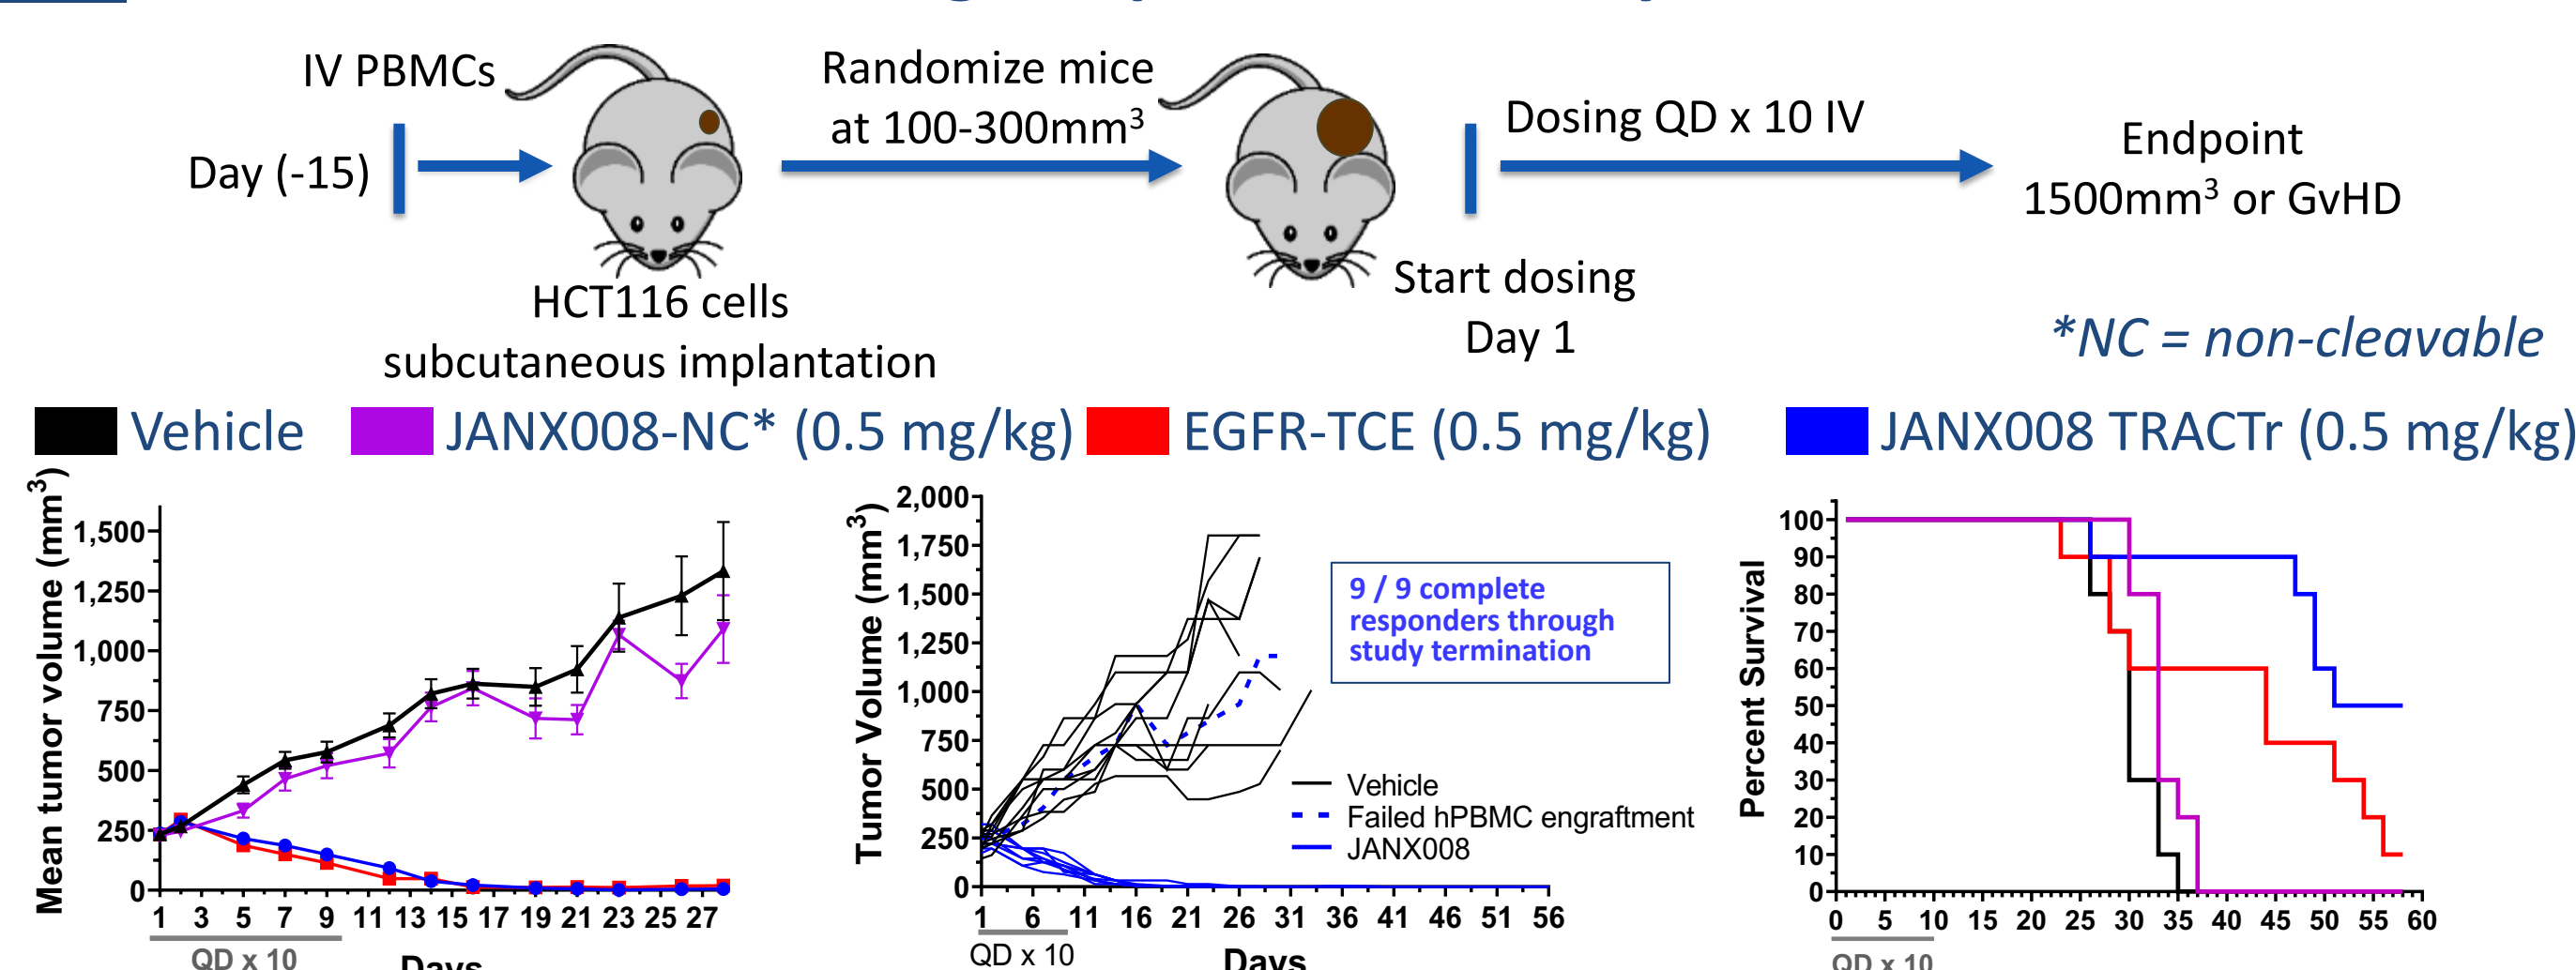 IV PBMCs
Day (-15)
HCT116 cells
subcutaneous implantation
Randomize mice
at 100-300mm³
Start dosing
Day 1
Dosing QD x 10 IV
Endpoint
1500mm³ or GvHD
*NC = non-cleavable
Vehicle
JANX008-NC* (0.5 mg/kg)
EGFR-TCE (0.5 mg/kg)
JANX008 TRACTr (0.5 mg/kg)
Mean tumor volume (mm³)
1,500
1,250
1,000
750
500
250
0
1 3 5 7 9 11 13 15 17 19 21 23 25 27
QD x 10
Days
Tumor Volume (mm³)
2,000
1,750
1,500
1,250
1,000
750
500
250
0
9 / 9 complete
responders through
study termination
Vehicle
Failed hPBMC engraftment
JANX008
1 6 11 16 21 26 31 36 41 46 51 56
QD x 10
Days
Percent Survival
100
90
80
70
60
50
40
30
20
10
0
0 5 10 15 20 25 30 35 40 45 50 55 60
QD x 10